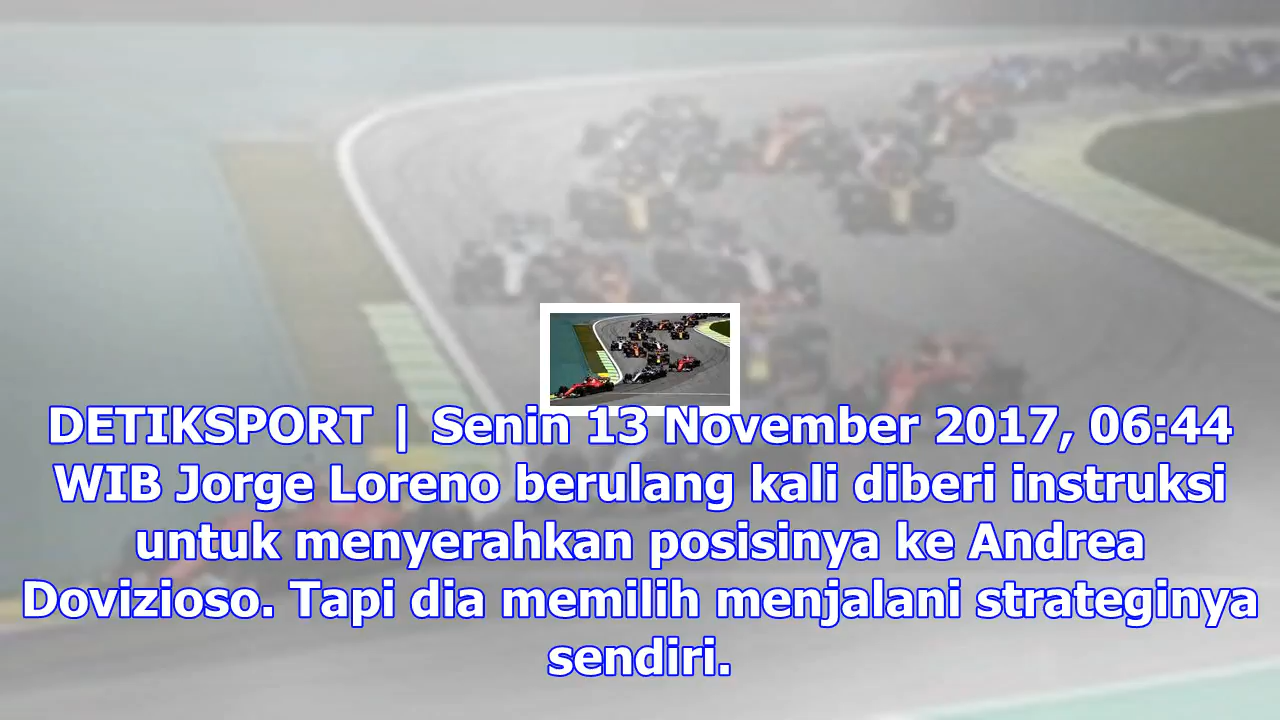 DETIKSPORT | Senin 13 November 2017, 06:44
WIB Jorge Loreno berulang kali diberi instruksi
untuk menyerahkan posisinya ke Andrea
Dovizioso. Tapi dia memilih menjalani strateginya
sendiri.